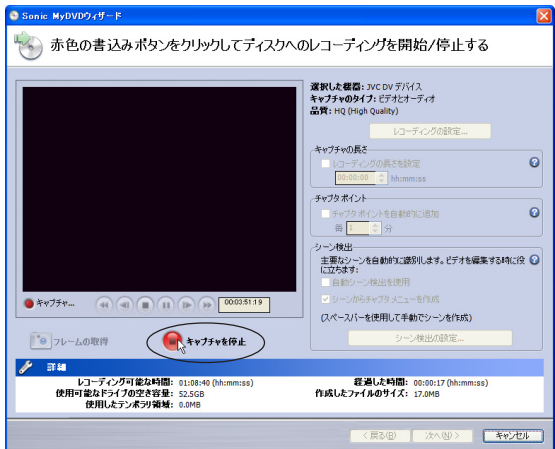 Sonic MyDVDウィザード
赤色の書込みボタンをクリックしてディスクへのレコーディングを開始/停止する
選択した機器: JVC DV デバイス
キャプチャのタイプ: ビデオとオーディオ
品質: HQ (High Quality)
レコーディングの設定...
キャプチャの長さ
レコーディングの長さを設定
00:00:00 hh:mm:ss
チャプタ ポイント
チャプタ ポイントを自動的に追加
毎 1 分
シーン検出
主要なシーンを自動的に識別します。ビデオを編集する時に役
に立ちます:
自動シーン検出を使用
シーンからチャプタ メニューを作成
(スペースバーを使用して手動でシーンを作成)
シーン検出の設定...
キャプチャ... 00:03:51:19
フレームの取得
キャプチャを停止
詳細
レコーディング可能な時間: 01:08:40 (hh:mm:ss)
使用可能なドライブの空き容量: 52.5GB
使用したテンポラリ領域: 0.0MB
経過した時間: 00:00:17 (hh:mm:ss)
作成したファイルのサイズ: 17.0MB
< 戻る(B)
次へ(N) >
キャンセル